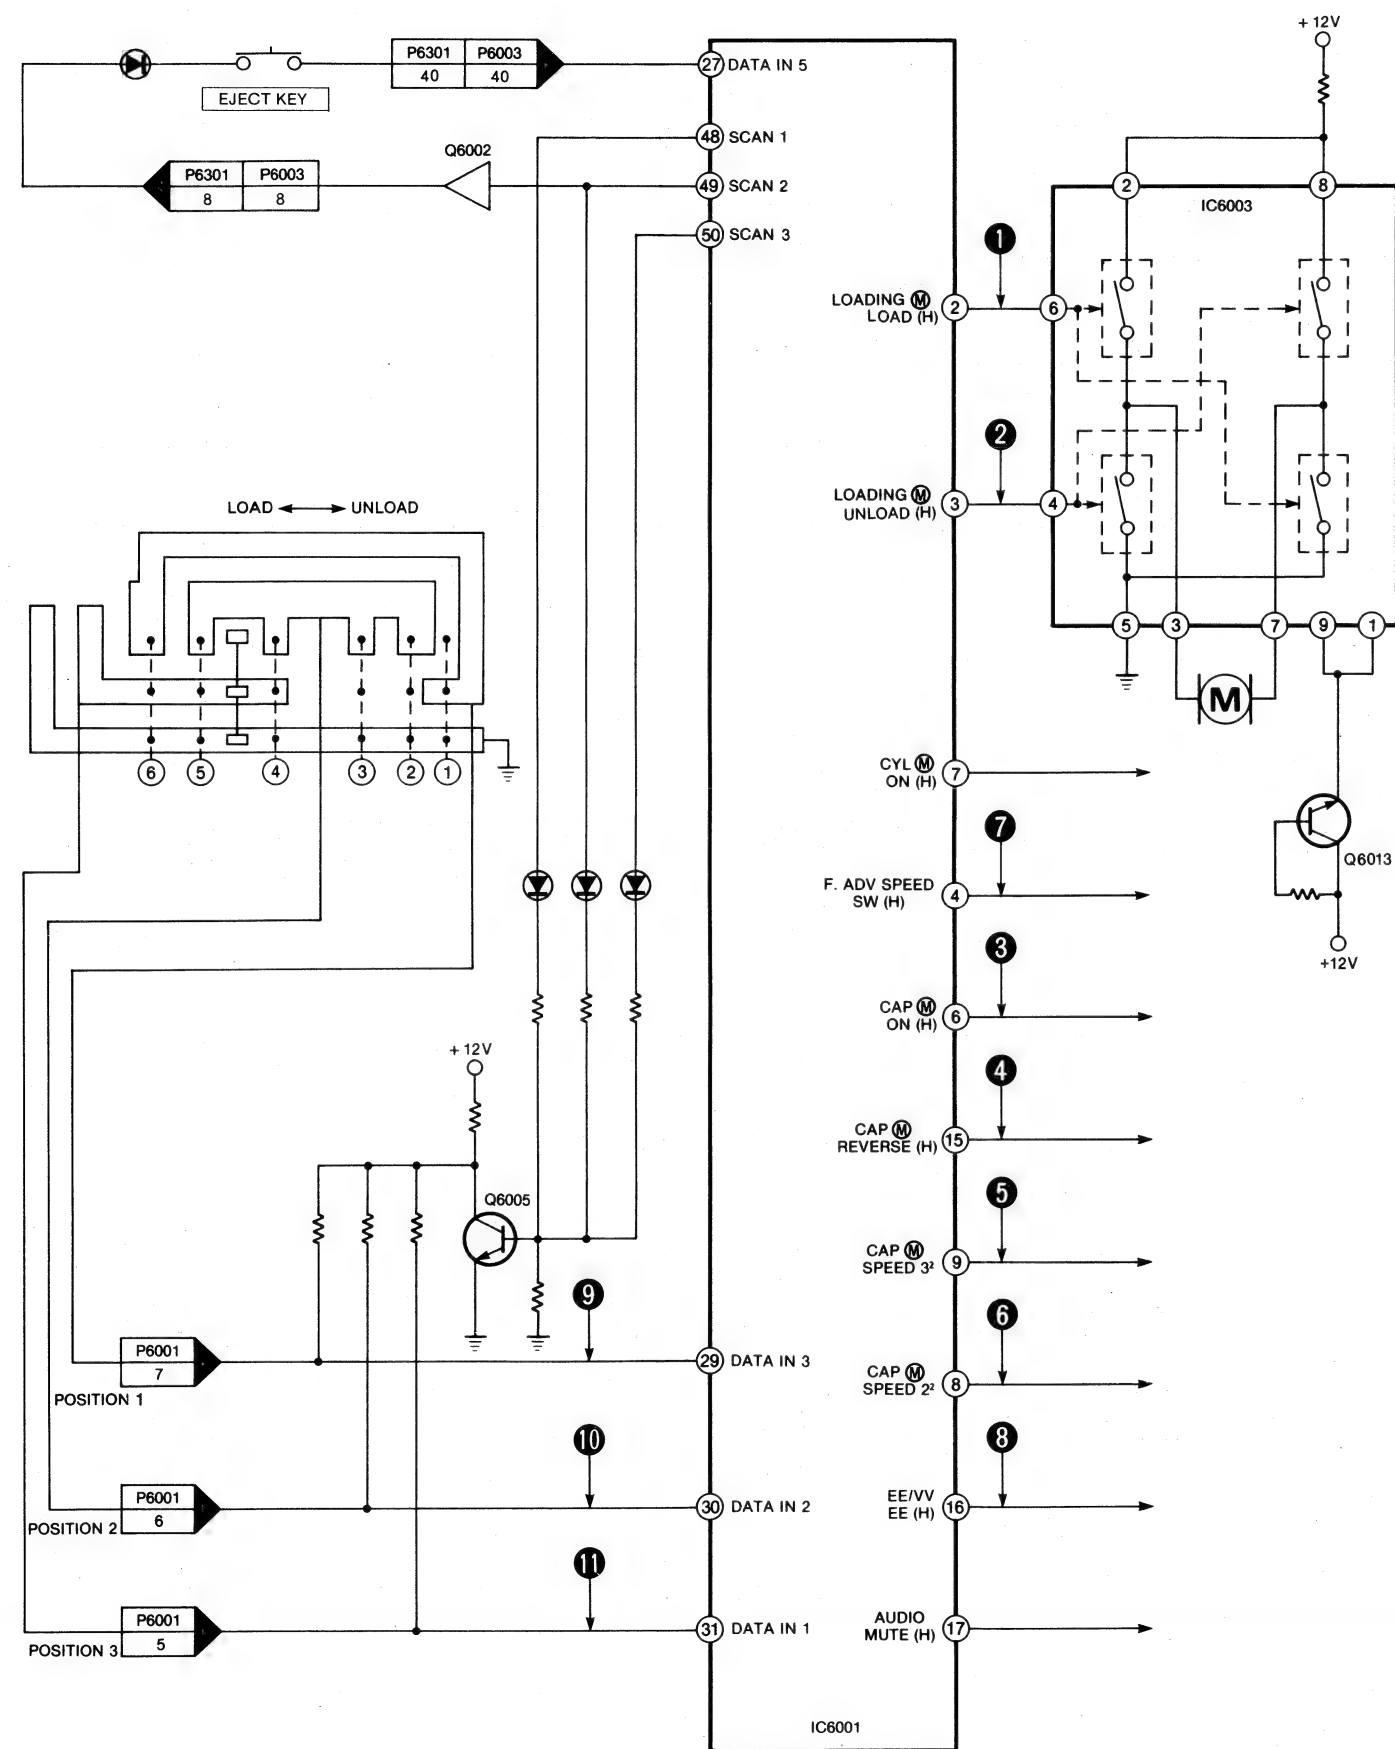 + 12V
P6301 P6003
40 40
EJECT KEY
27 DATA IN 5
48 SCAN 1
Q6002
P6301 P6003
8 8
49 SCAN 2
50 SCAN 3
2 8
IC6003
1
LOADING M
LOAD (H)
2 6
2
LOADING M
UNLOAD (H)
3 4
LOAD UNLOAD
5 3 7 9 1
M
6 5 4 3 2 1
CYL M
ON (H)
7
7
Q6013
F. ADV SPEED
SW (H)
4
3
+12V
CAP M
ON (H)
6
+ 12V
4
CAP M
REVERSE (H)
15
Q6005
5
CAP M
SPEED 3²
9
9
6
P6001
7
POSITION 1
29 DATA IN 3
CAP M
SPEED 2²
8
10
8
P6001
6
POSITION 2
30 DATA IN 2
EE/VV
EE (H)
16
11
P6001
5
POSITION 3
31 DATA IN 1
AUDIO
MUTE (H)
17
IC6001